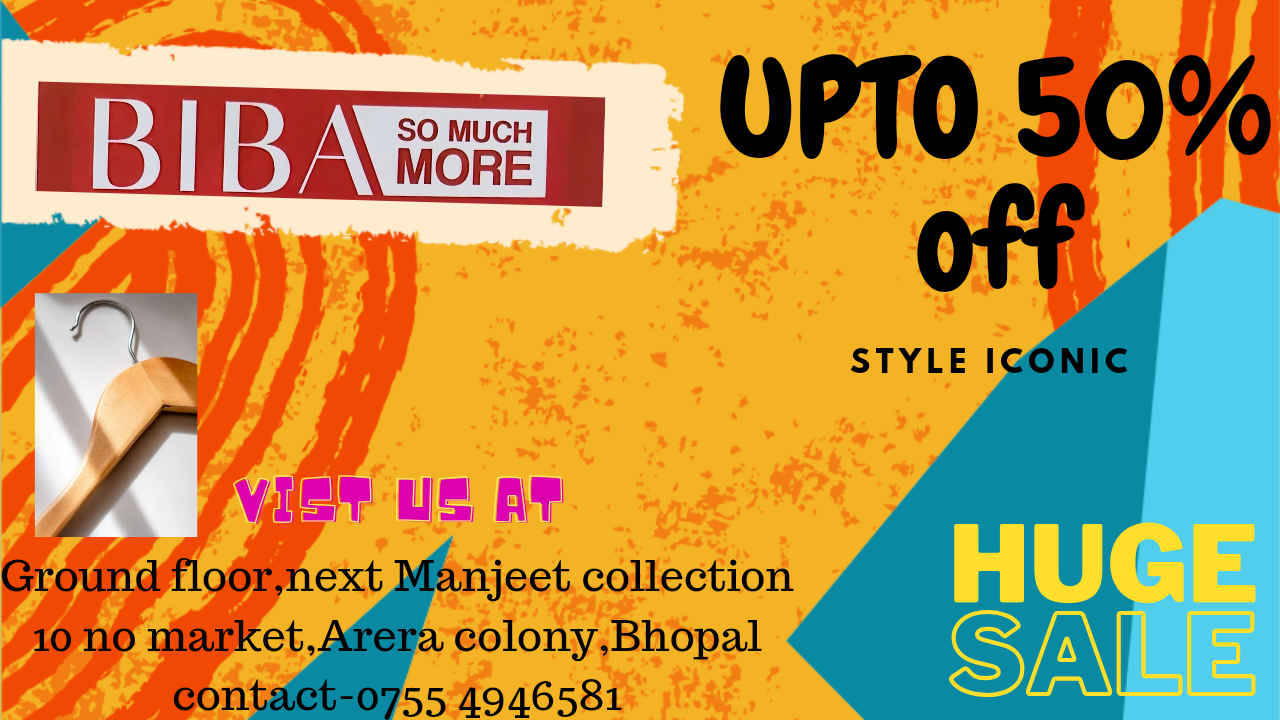 BIBA SO MUCH
MORE
UPTO 50%
off
STYLE ICONIC
VIST US AT
Ground floor,next Manjeet collection
10 no market,Arera colony,Bhopal
contact-0755 4946581
HUGE
SALE